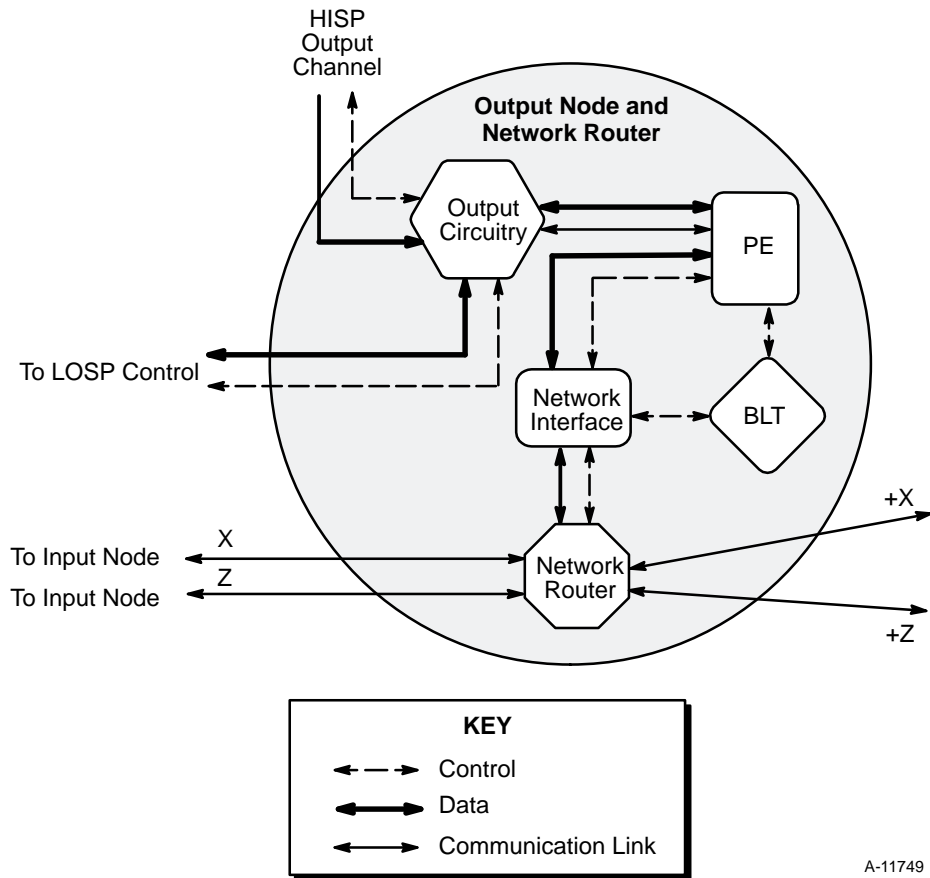 HISP
Output
Channel
Output Node and
Network Router
Output
Circuitry
PE
To LOSP Control
Network
Interface
BLT
+X
X
To Input Node
Z
To Input Node
Network
Router
+Z
KEY
Control
Data
Communication Link
A-11749